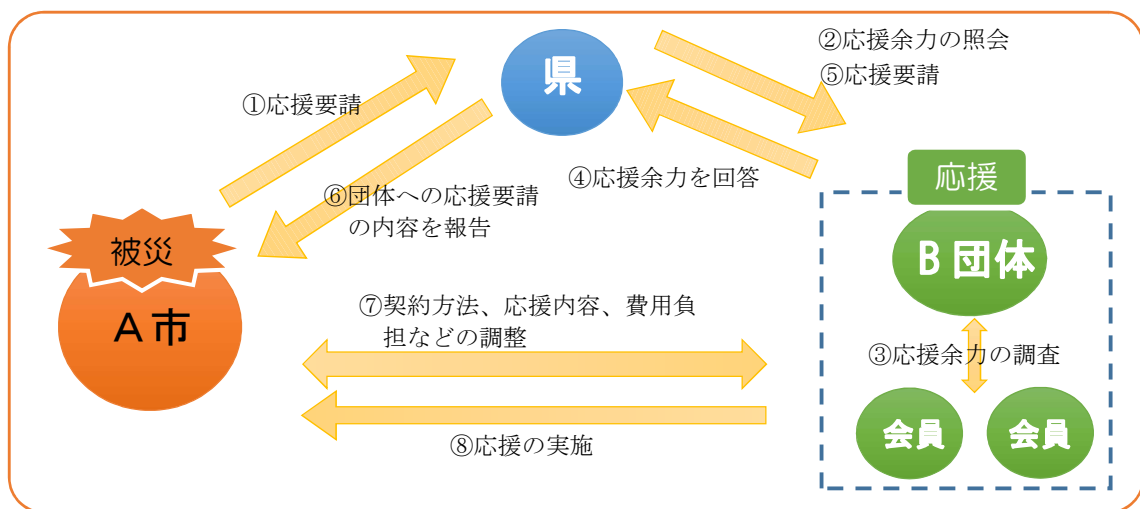 県
②応援余力の照会
⑤応援要請
①応援要請
④応援余力を回答
応援
⑥団体への応援要請
の内容を報告
被災
A市
B団体
⑦契約方法、応援内容、費用負
担などの調整
③応援余力の調査
会員
会員
⑧応援の実施